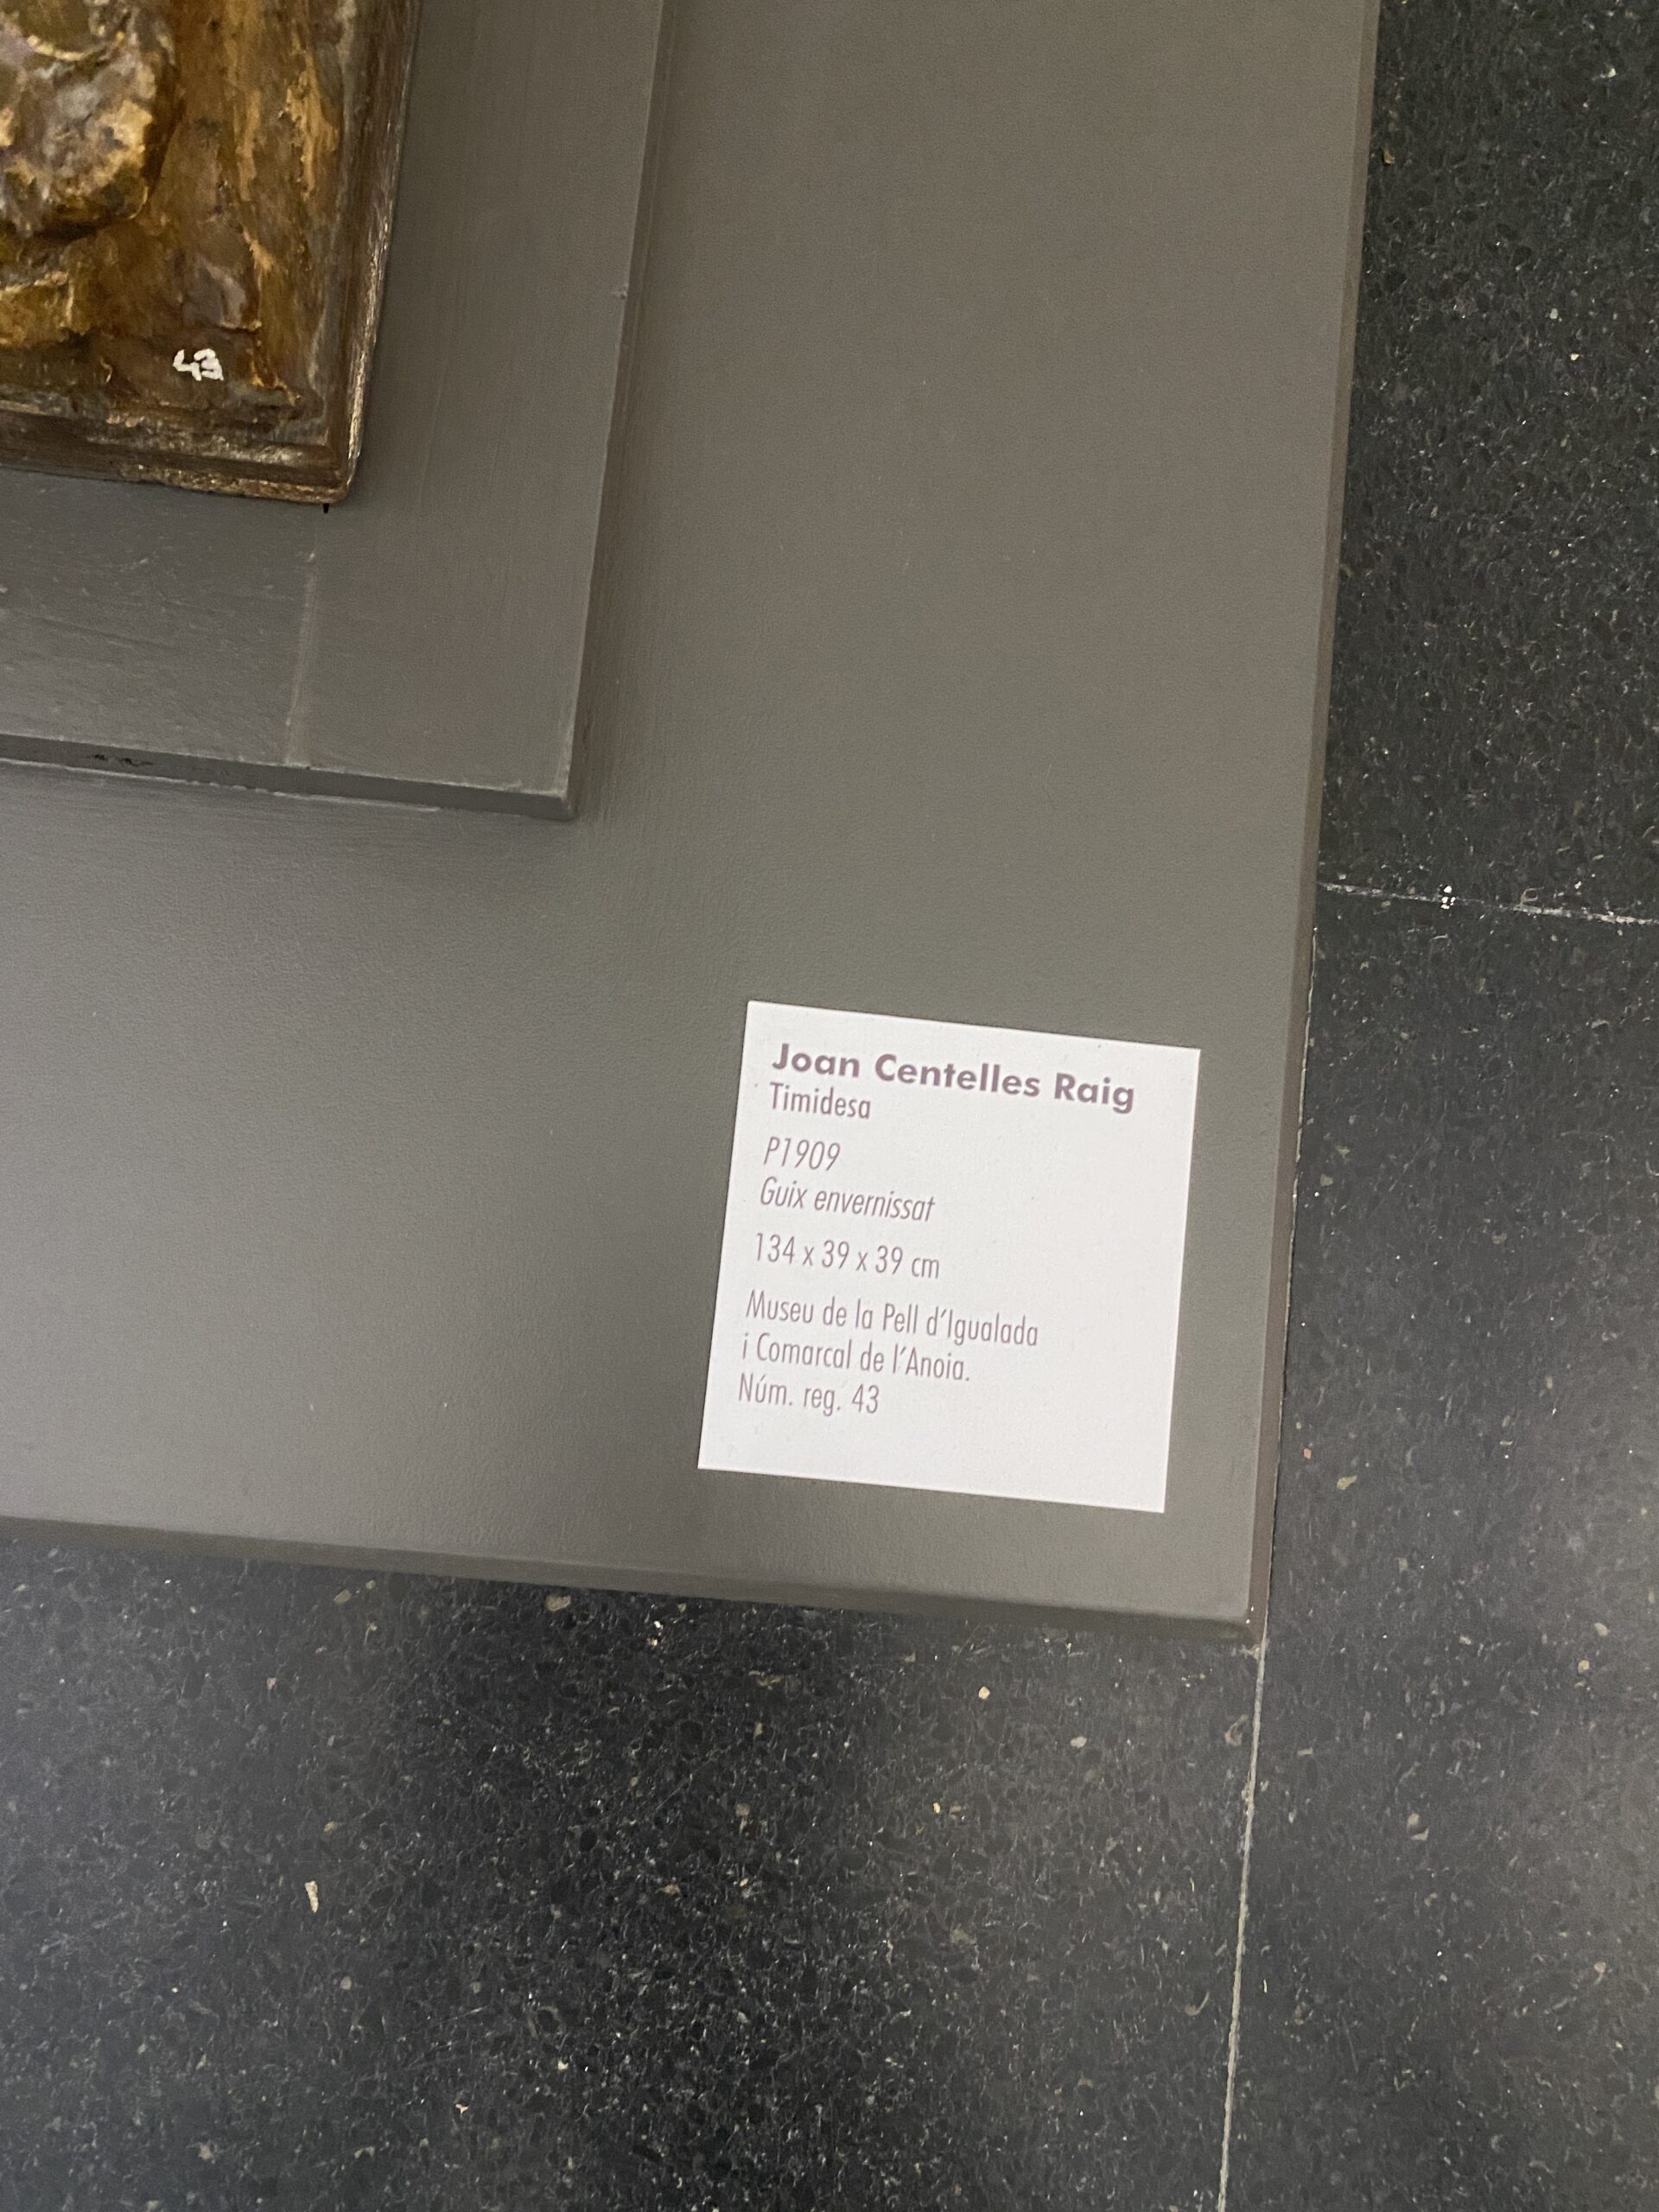 43
Joan Centelles Raig
Timidesa
P1909
Guix envernissat
134 x 39 x 39 cm
Museu de la Pell d'Igualada
i Comarcal de l'Anoia.
Núm. reg. 43